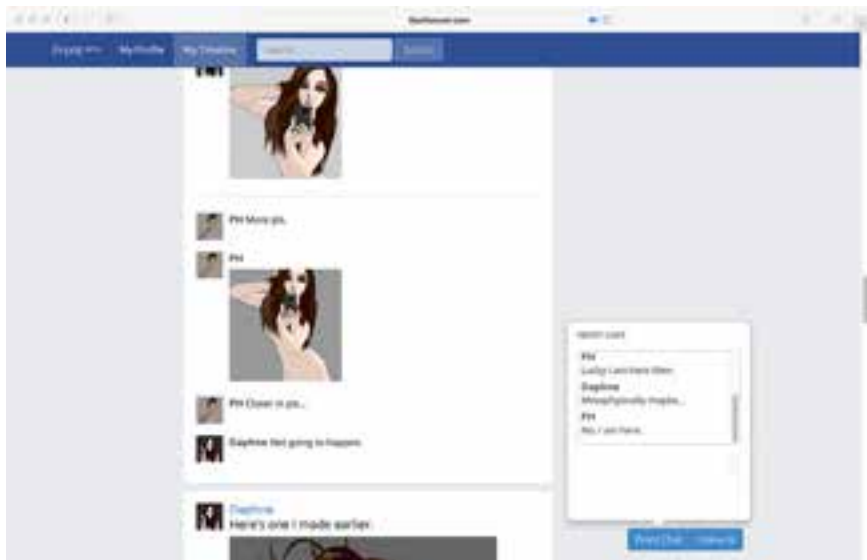 My Profile
My Timeline
PH More pls.
PH
PH Closer in pls...
Daphne Not going to happen.
Daphne
Here's one I made earlier.
PH
Lucky I am here then.
Daphne
Metaphysically maybe...
PH
No, I am here.